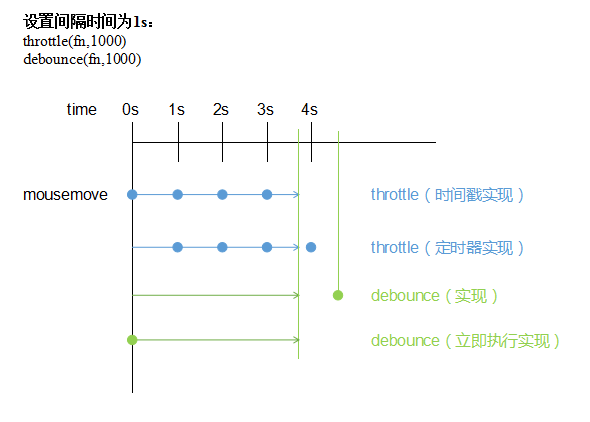 设置间隔时间为1s：
throttle(fn,1000)
debounce(fn,1000)
time 0s 1s 2s 3s 4s
mousemove throttle（时间戳实现）
throttle（定时器实现）
debounce（实现）
debounce（立即执行实现）